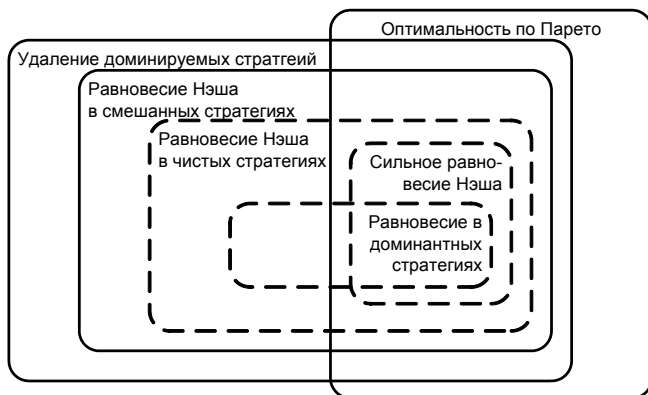 Оптимальность по Парето
Удаление доминируемых стратгеий
Равновесие Нэша
в смешанных стратегиях
Равновесие Нэша
в чистых стратегиях
Сильное равно-
весие Нэша
Равновесие в
доминантных
стратегиях